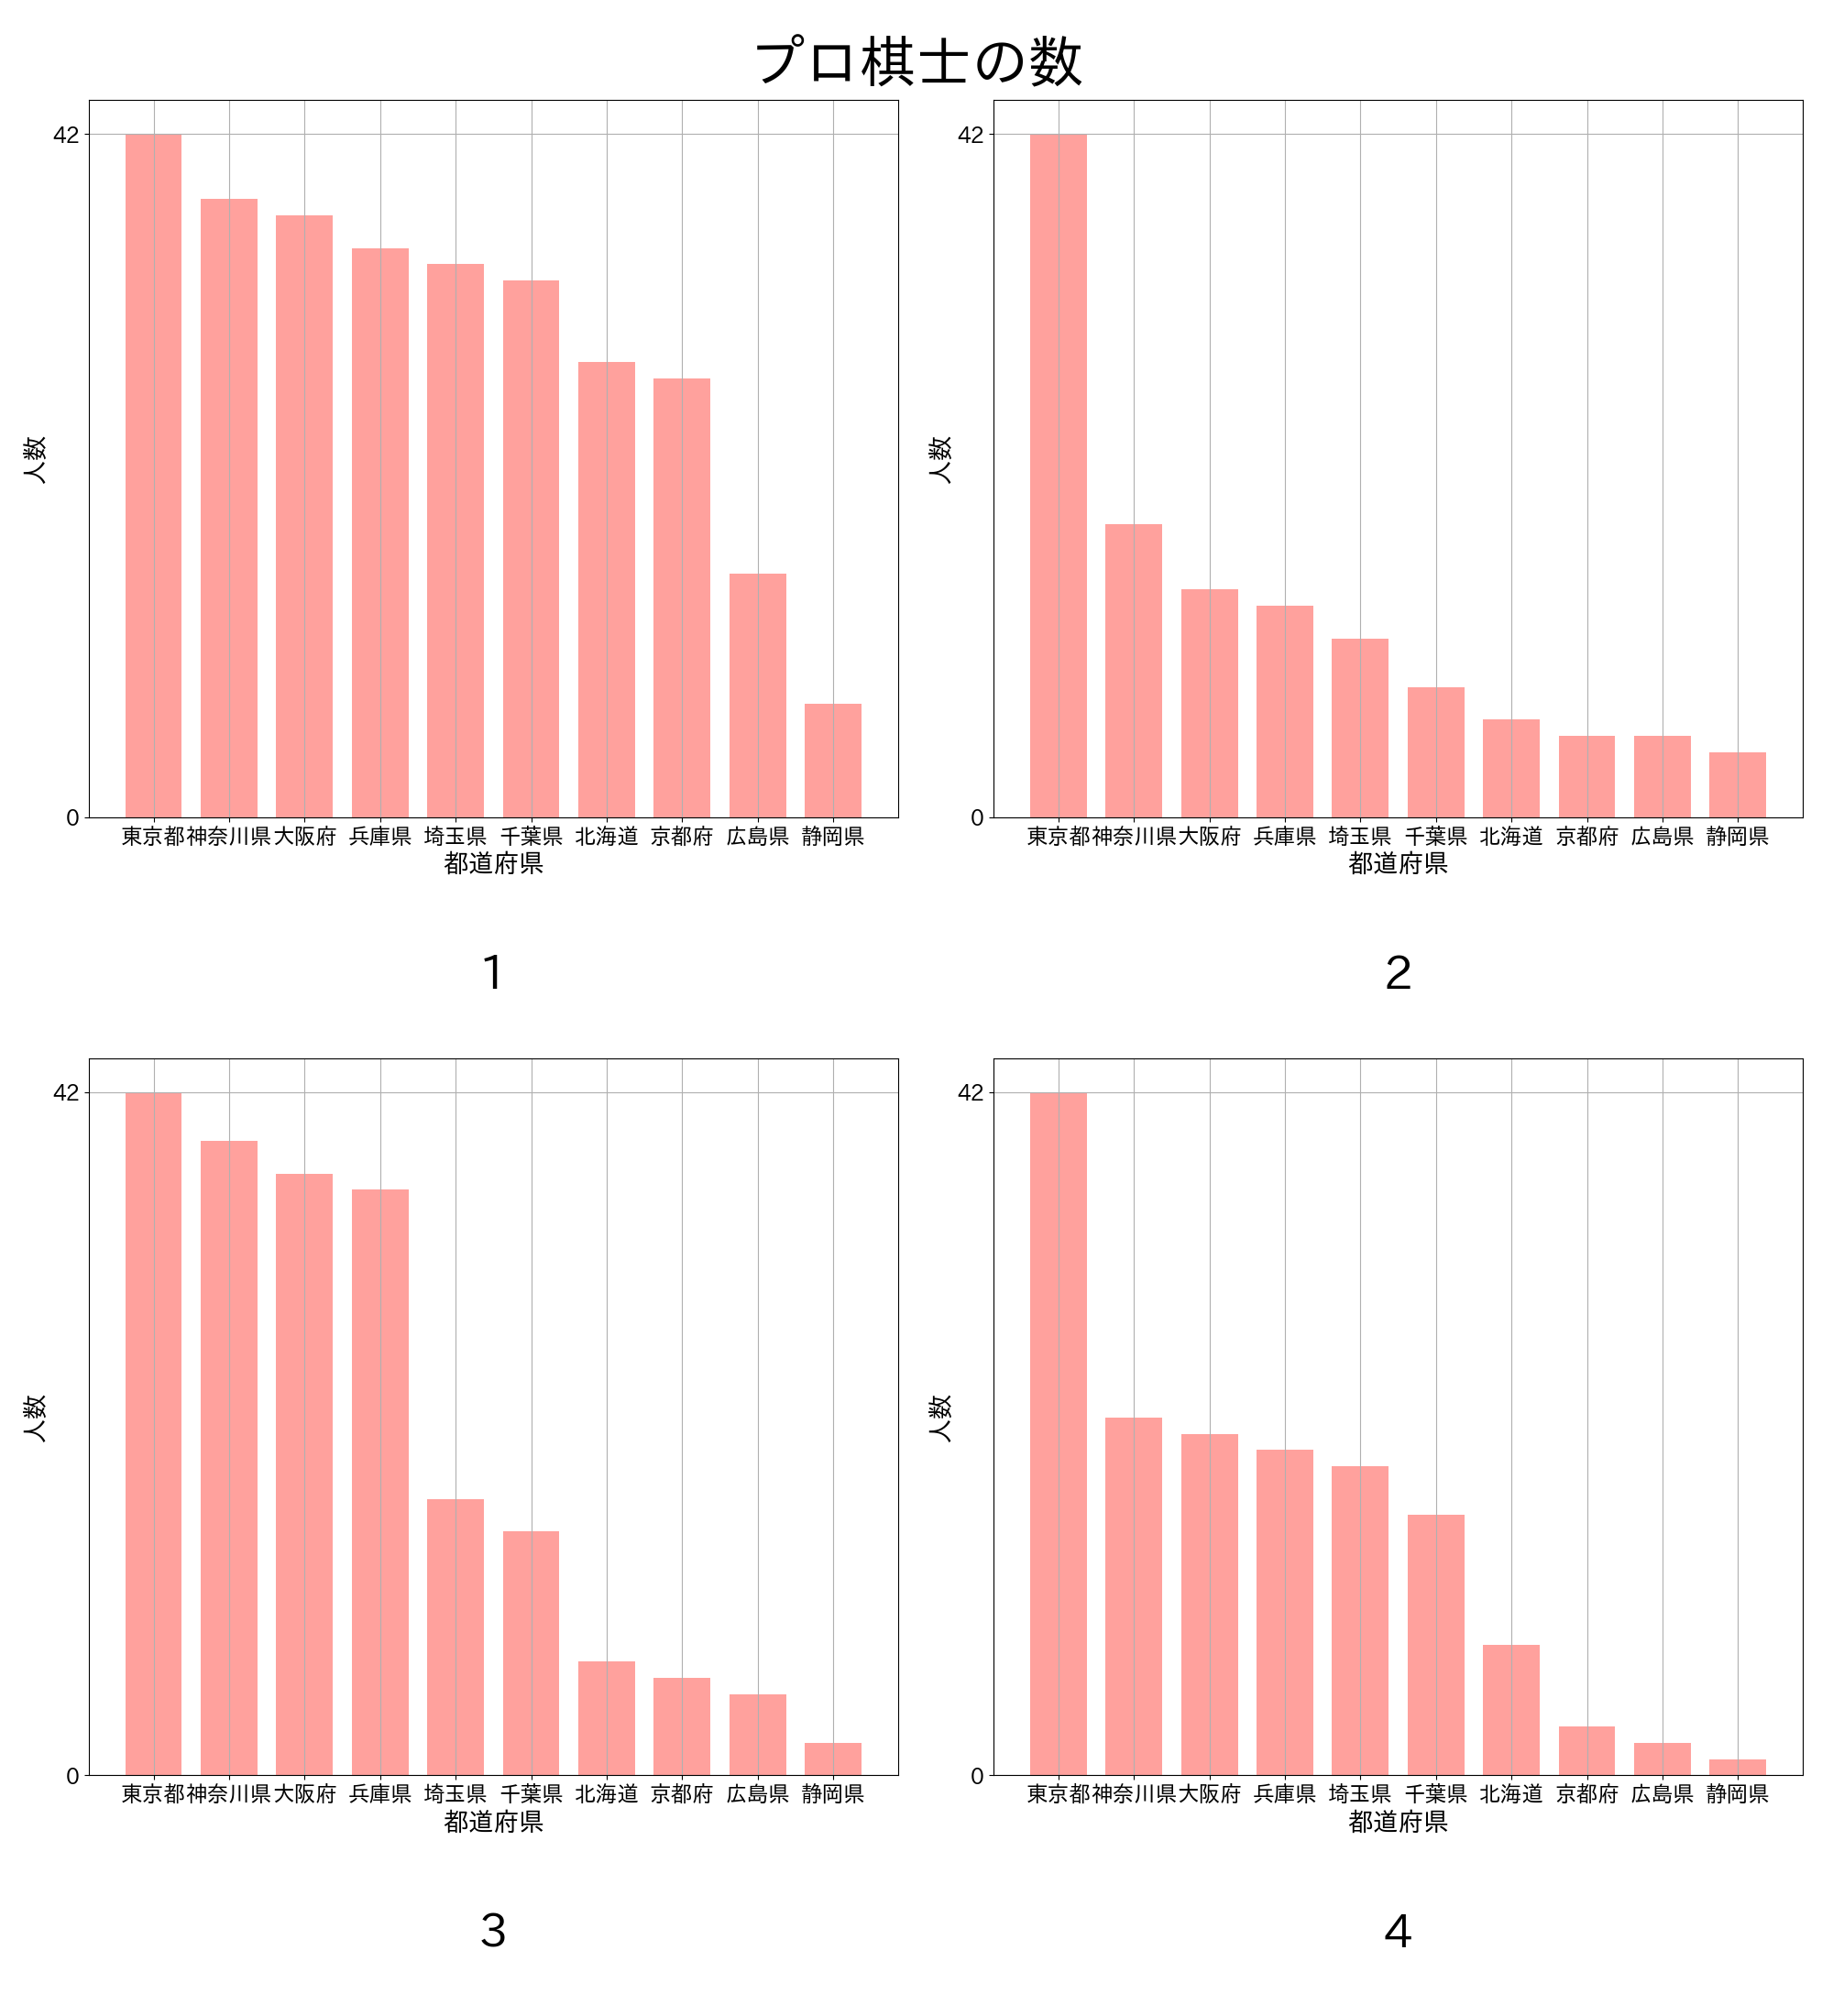 プロ棋士の数
42
0
人数
東京都 神奈川県 大阪府 兵庫県 埼玉県 千葉県 北海道 京都府 広島県 静岡県
都道府県
1
42
0
人数
東京都 神奈川県 大阪府 兵庫県 埼玉県 千葉県 北海道 京都府 広島県 静岡県
都道府県
2
42
0
人数
東京都 神奈川県 大阪府 兵庫県 埼玉県 千葉県 北海道 京都府 広島県 静岡県
都道府県
3
42
0
人数
東京都 神奈川県 大阪府 兵庫県 埼玉県 千葉県 北海道 京都府 広島県 静岡県
都道府県
4